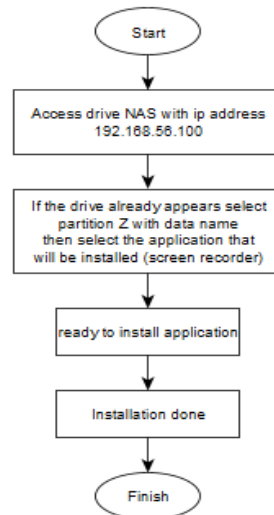 Start
Access drive NAS with ip address
192.168.56.100
If the drive already appears select
partition Z with data name
then select the application that
will be installed (screen recorder)
ready to install application
Installation done
Finish